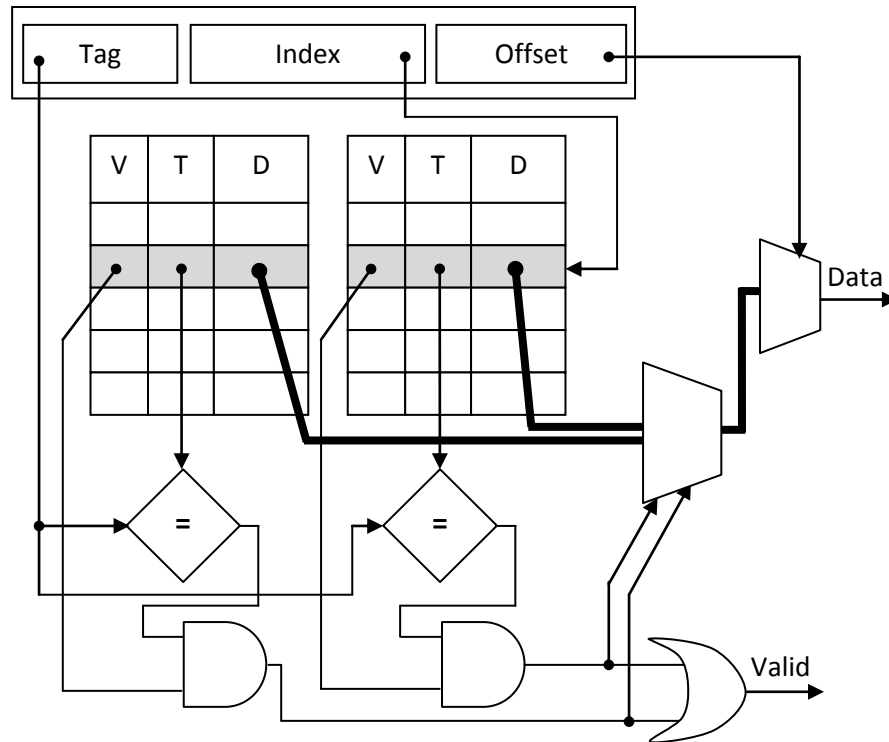 Tag Index Offset
V T D V T D
Data
= =
Valid